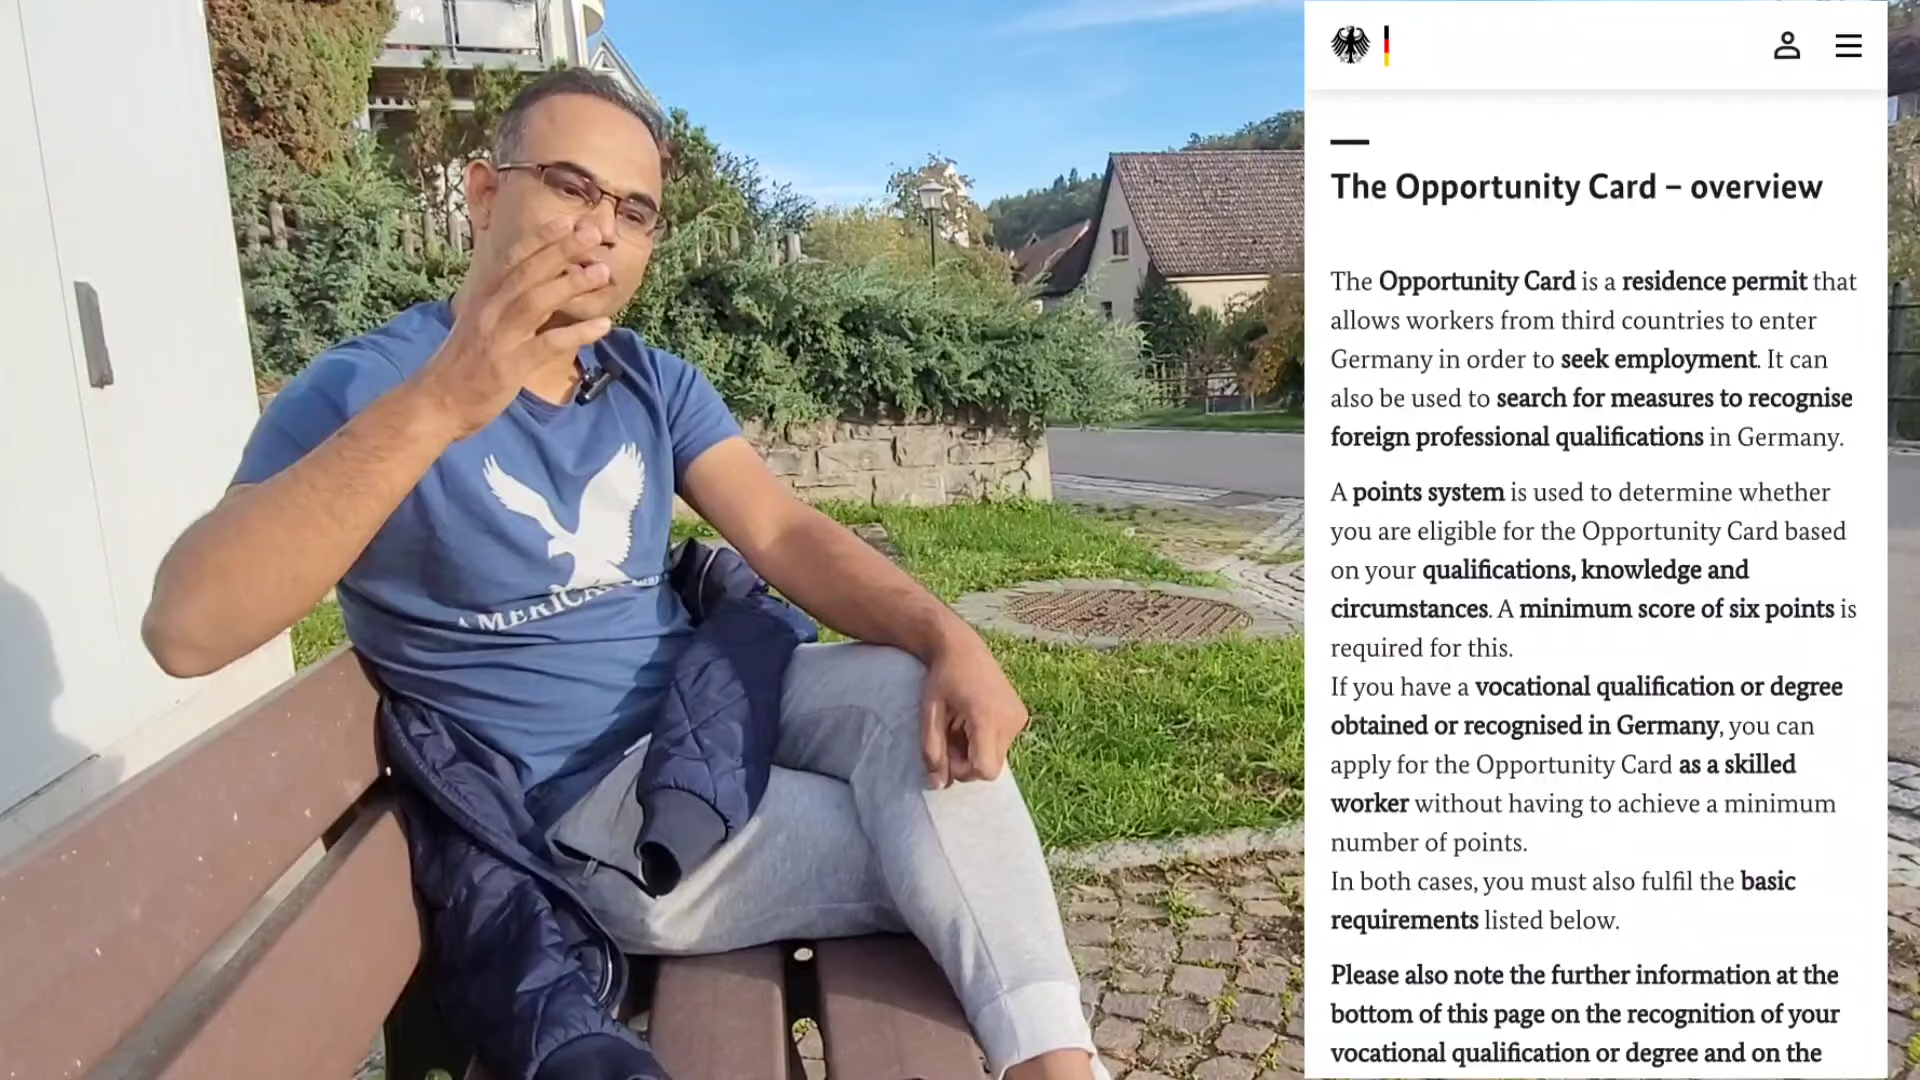 AMERICAN
The Opportunity Card – overview
The Opportunity Card is a residence permit that
allows workers from third countries to enter
Germany in order to seek employment. It can
also be used to search for measures to recognise
foreign professional qualifications in Germany.
A points system is used to determine whether
you are eligible for the Opportunity Card based
on your qualifications, knowledge and
circumstances. A minimum score of six points is
required for this.
If you have a vocational qualification or degree
obtained or recognised in Germany, you can
apply for the Opportunity Card as a skilled
worker without having to achieve a minimum
number of points.
In both cases, you must also fulfil the basic
requirements listed below.
Please also note the further information at the
bottom of this page on the recognition of your
vocational qualification or degree and on the